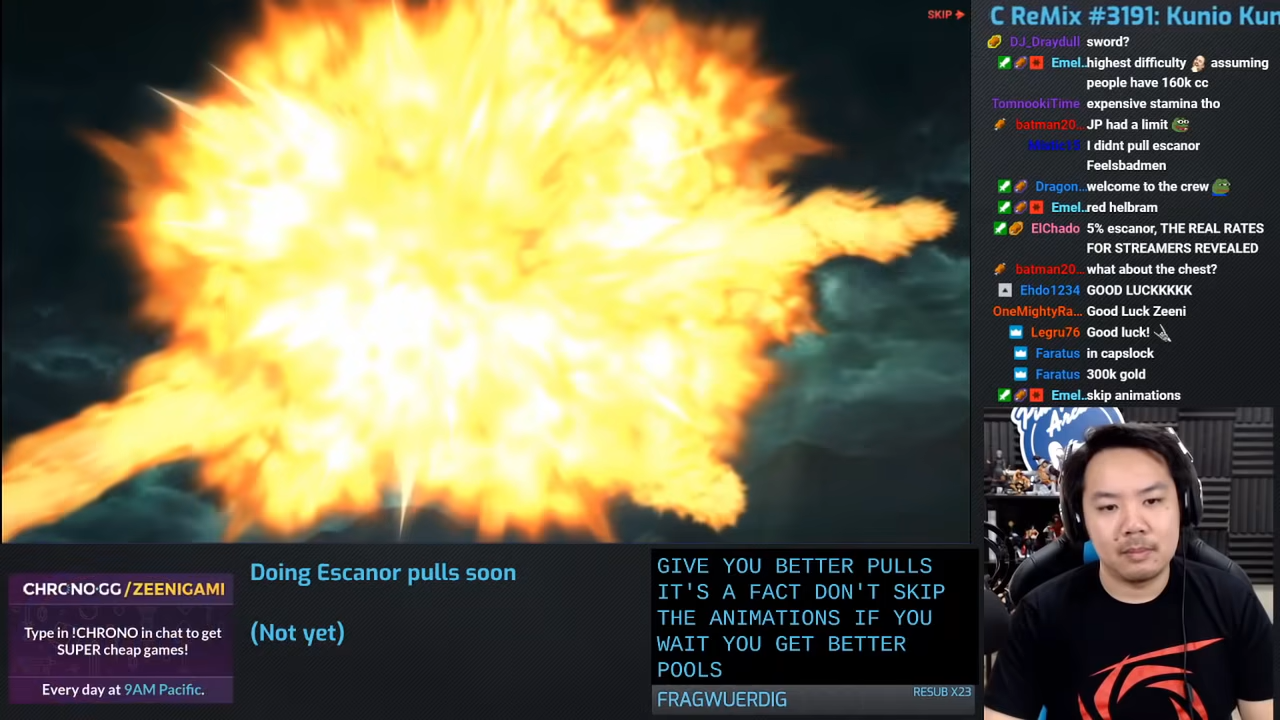 SKIP
C ReMix #3191: Kunio Kun
DJ_Draydull sword?
Emel.. highest difficulty assuming
people have 160k cc
TomnookiTime expensive stamina tho
batman20... JP had a limit
I didnt pull escanor
Feelsbadmen
Dragon... welcome to the crew
Emel.. red helbram
ElChado 5% escanor, THE REAL RATES
FOR STREAMERS REVEALED
batman20... what about the chest?
Ehdo1234 GOOD LUCKKKKK
OneMightyRa... Good Luck Zeeni
Legru76 Good luck!
Faratus in capslock
Faratus 300k gold
Emel.. skip animations
CHRONO.GG/ZEENIGAMI
Type in !CHRONO in chat to get
SUPER cheap games!
Every day at 9AM Pacific.
Doing Escanor pulls soon
(Not yet)
GIVE YOU BETTER PULLS
IT'S A FACT DON'T SKIP
THE ANIMATIONS IF YOU
WAIT YOU GET BETTER
POOLS
FRAGWUERDIG RESUB X23